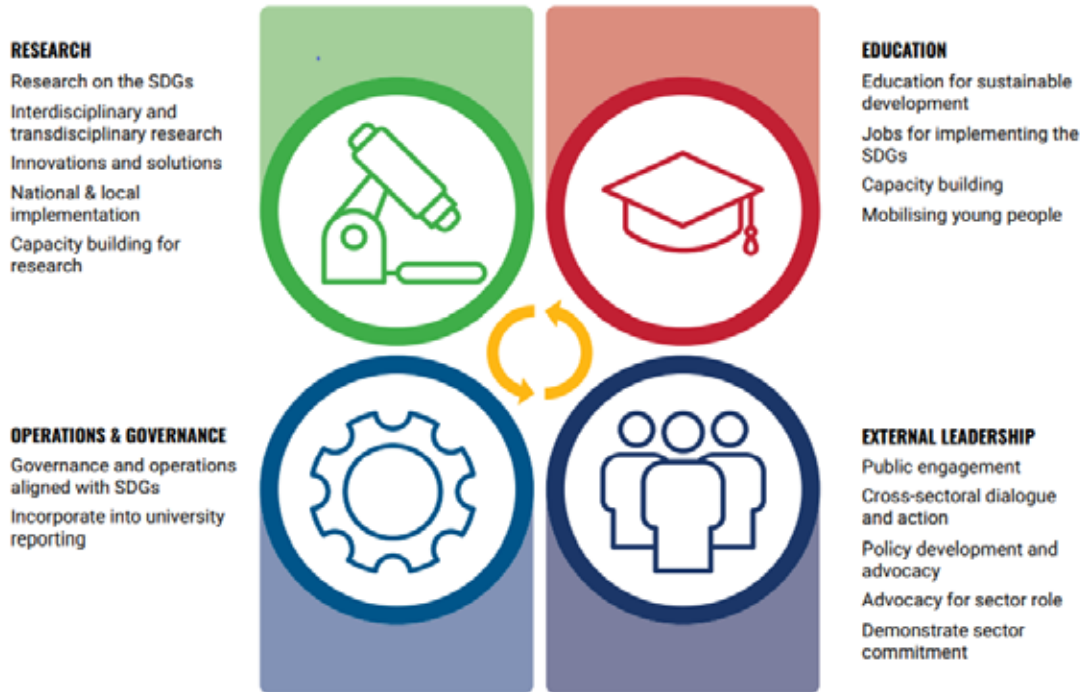 RESEARCH
Research on the SDGs
Interdisciplinary and
transdisciplinary research
Innovations and solutions
National & local
implementation
Capacity building for
research
EDUCATION
Education for sustainable
development
Jobs for implementing the
SDGs
Capacity building
Mobilising young people
OPERATIONS & GOVERNANCE
Governance and operations
aligned with SDGs
Incorporate into university
reporting
EXTERNAL LEADERSHIP
Public engagement
Cross-sectoral dialogue
and action
Policy development and
advocacy
Advocacy for sector role
Demonstrate sector
commitment